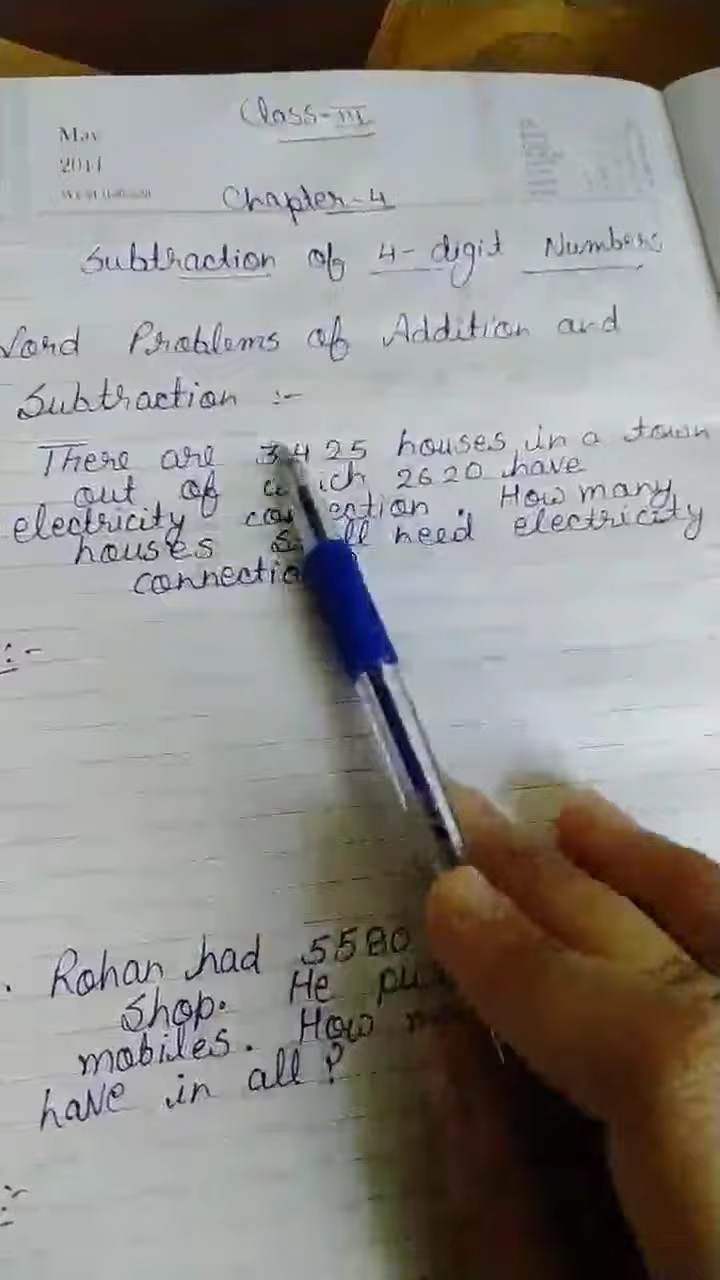 Class-III
May
2011
Chapter-4
Subtraction of 4-digit Numbers
Word Problems of Addition and
Subtraction :-
There are 3425 houses in a town
out of which 2620 have
electricity connection. How many
houses still need electricity
connection
:-
. Rohan had 5580
shop. He
mobiles. How
have in all ?
:-